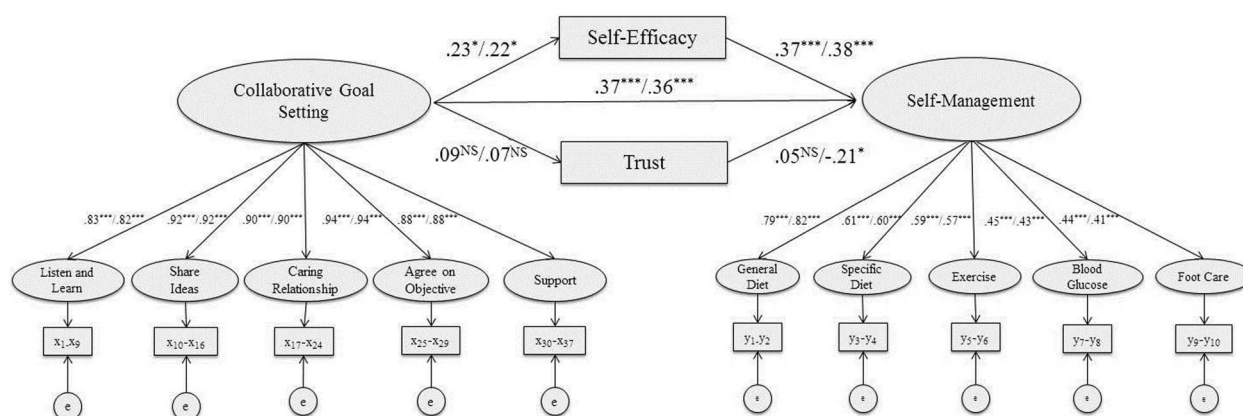 Self-Efficacy
.23*/.22*
.37***/.38***
Collaborative Goal
Setting
.37***/.36***
Self-Management
.09NS/.07NS
Trust
.05NS/-.21*
.83***/.82***
.92***/.92***
.90***/.90***
.94***/.94***
.88***/.88***
.79***/.82***
.61***/.60***
.59***/.57***
.45***/.43***
.44***/.41***
Listen and
Learn
Share
Ideas
Caring
Relationship
Agree on
Objective
Support
General
Diet
Specific
Diet
Exercise
Blood
Glucose
Foot Care
x1-x9
x10-x16
x17-x24
x25-x29
x30-x37
y1-y2
y3-y4
y5-y6
y7-y8
y9-y10
e
e
e
e
e
e
e
e
e
e